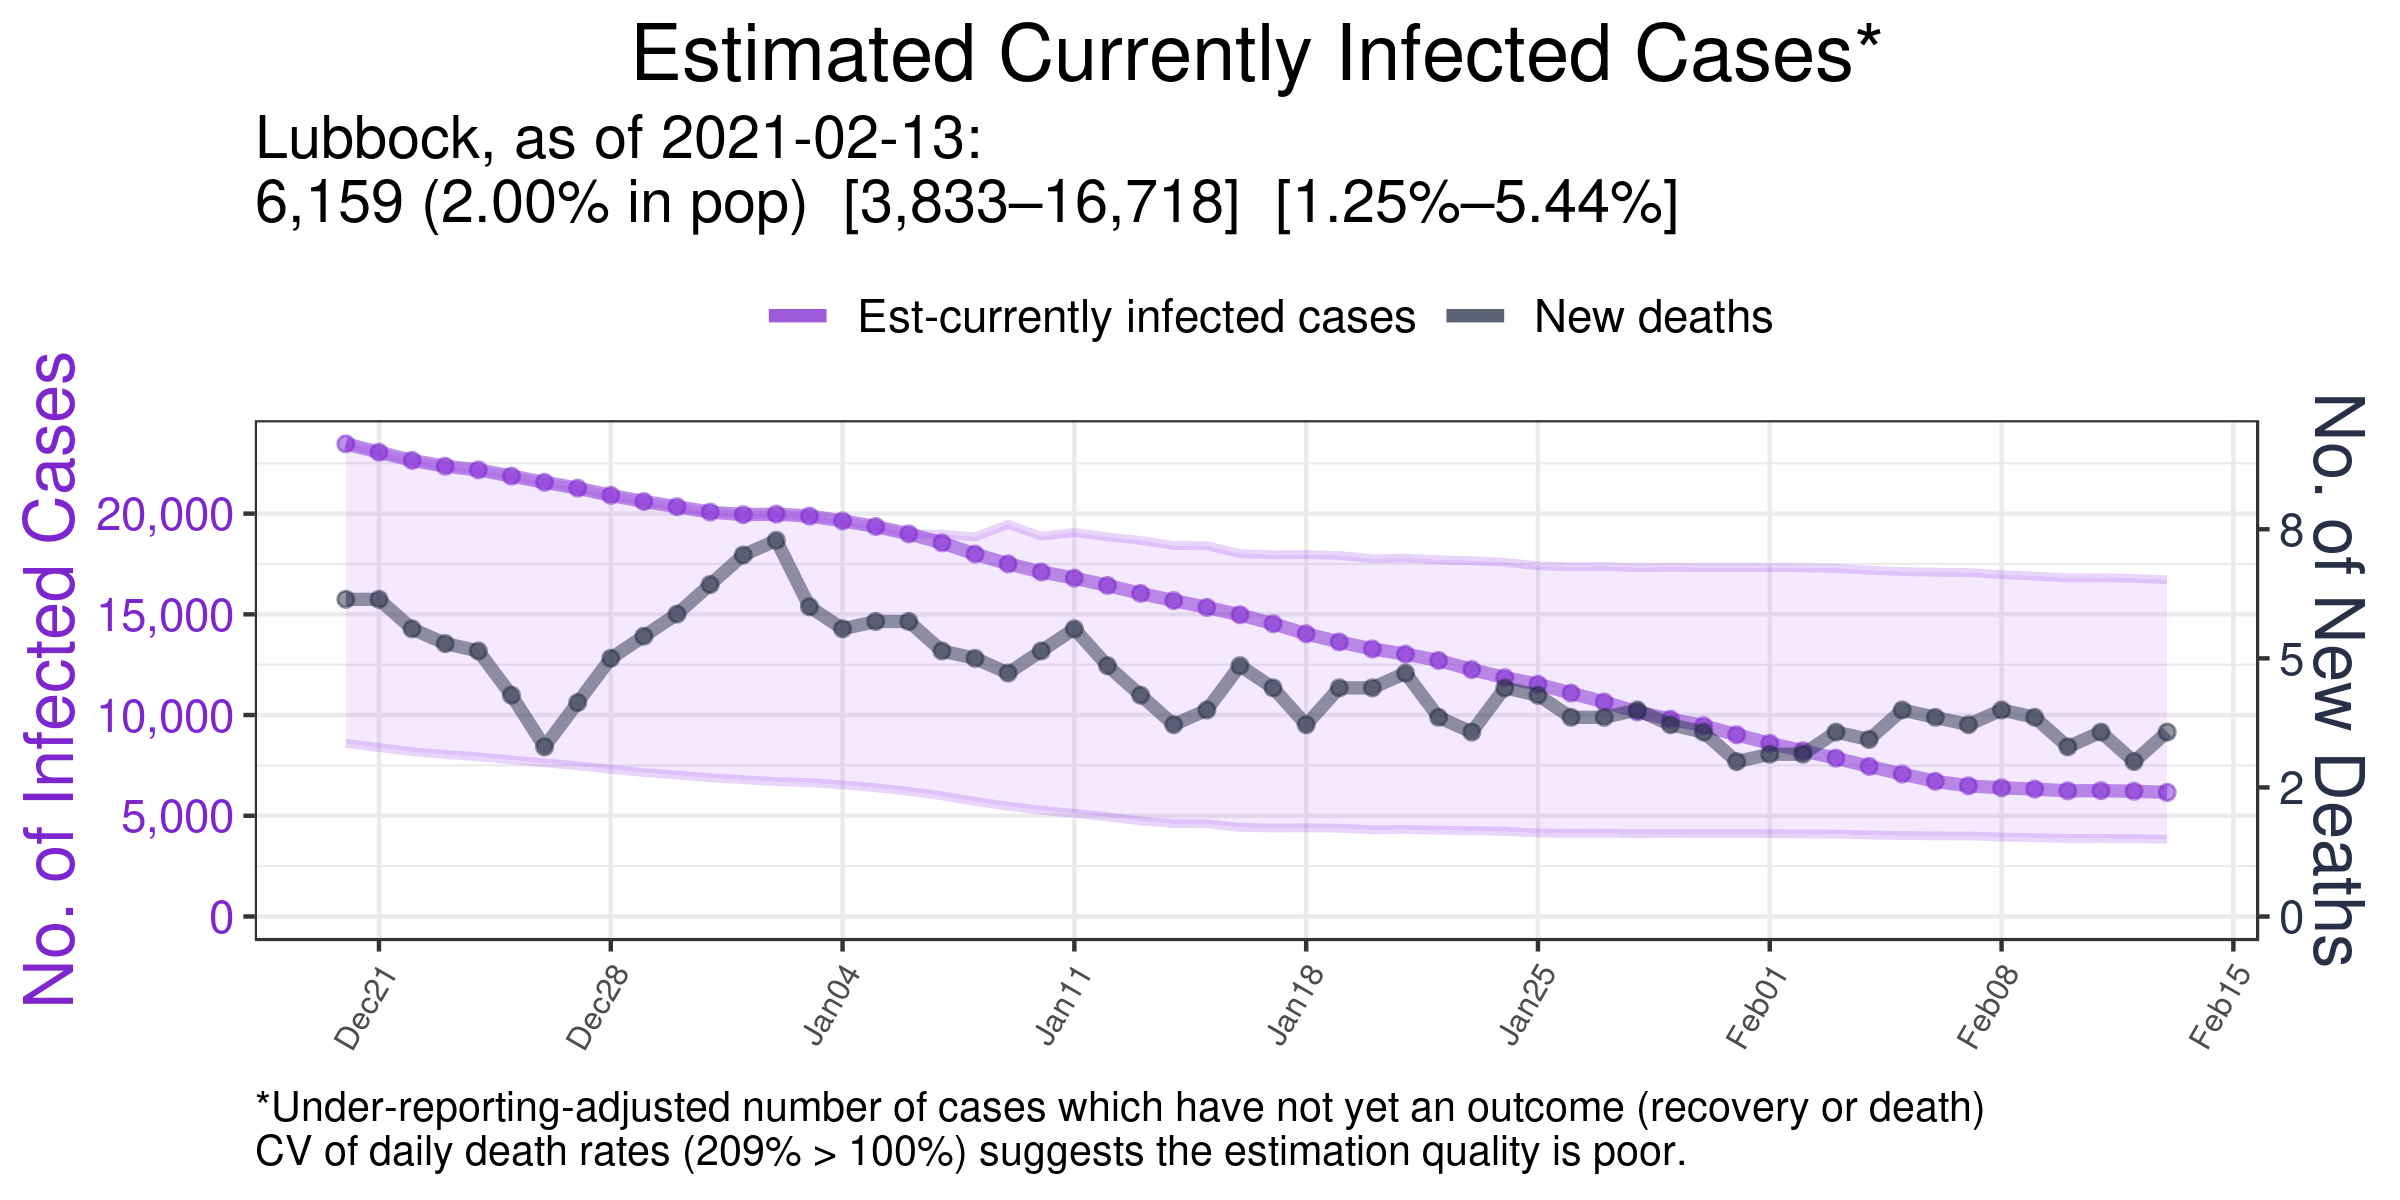 Estimated Currently Infected Cases*
Lubbock, as of 2021-02-13:
6,159 (2.00% in pop)  [3,833–16,718]  [1.25%–5.44%]
Est-currently infected cases
New deaths
No. of Infected Cases
20,000
15,000
10,000
5,000
0
8
5
2
0
No. of New Deaths
Dec21
Dec28
Jan04
Jan11
Jan18
Jan25
Feb01
Feb08
Feb15
*Under-reporting-adjusted number of cases which have not yet an outcome (recovery or death)
CV of daily death rates (209% > 100%) suggests the estimation quality is poor.